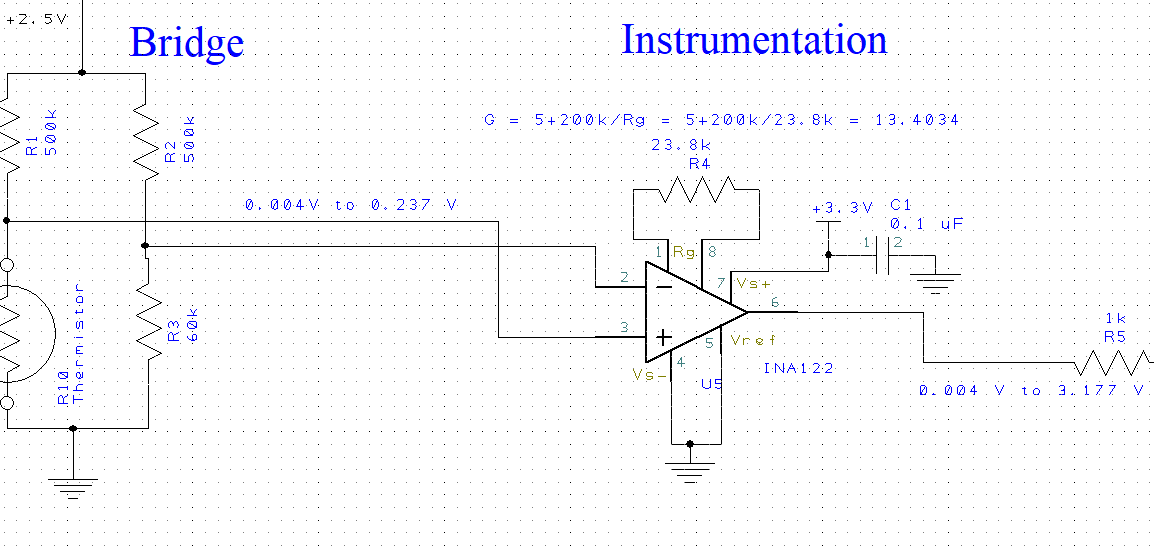 +2.5V
Bridge
Instrumentation
G = 5+200k/Rg = 5+200k/23.8k = 13.4034
23.8k
R4
R1
500k
R2
500k
0.004V to 0.237 V
+3.3V
C1
0.1 uF
1
2
1
Rg
8
7
Vs+
2
6
3
5
Vref
4
Vs-
U5
INA122
R10
Thermistor
R3
60k
1k
R5
0.004 V to 3.177 V